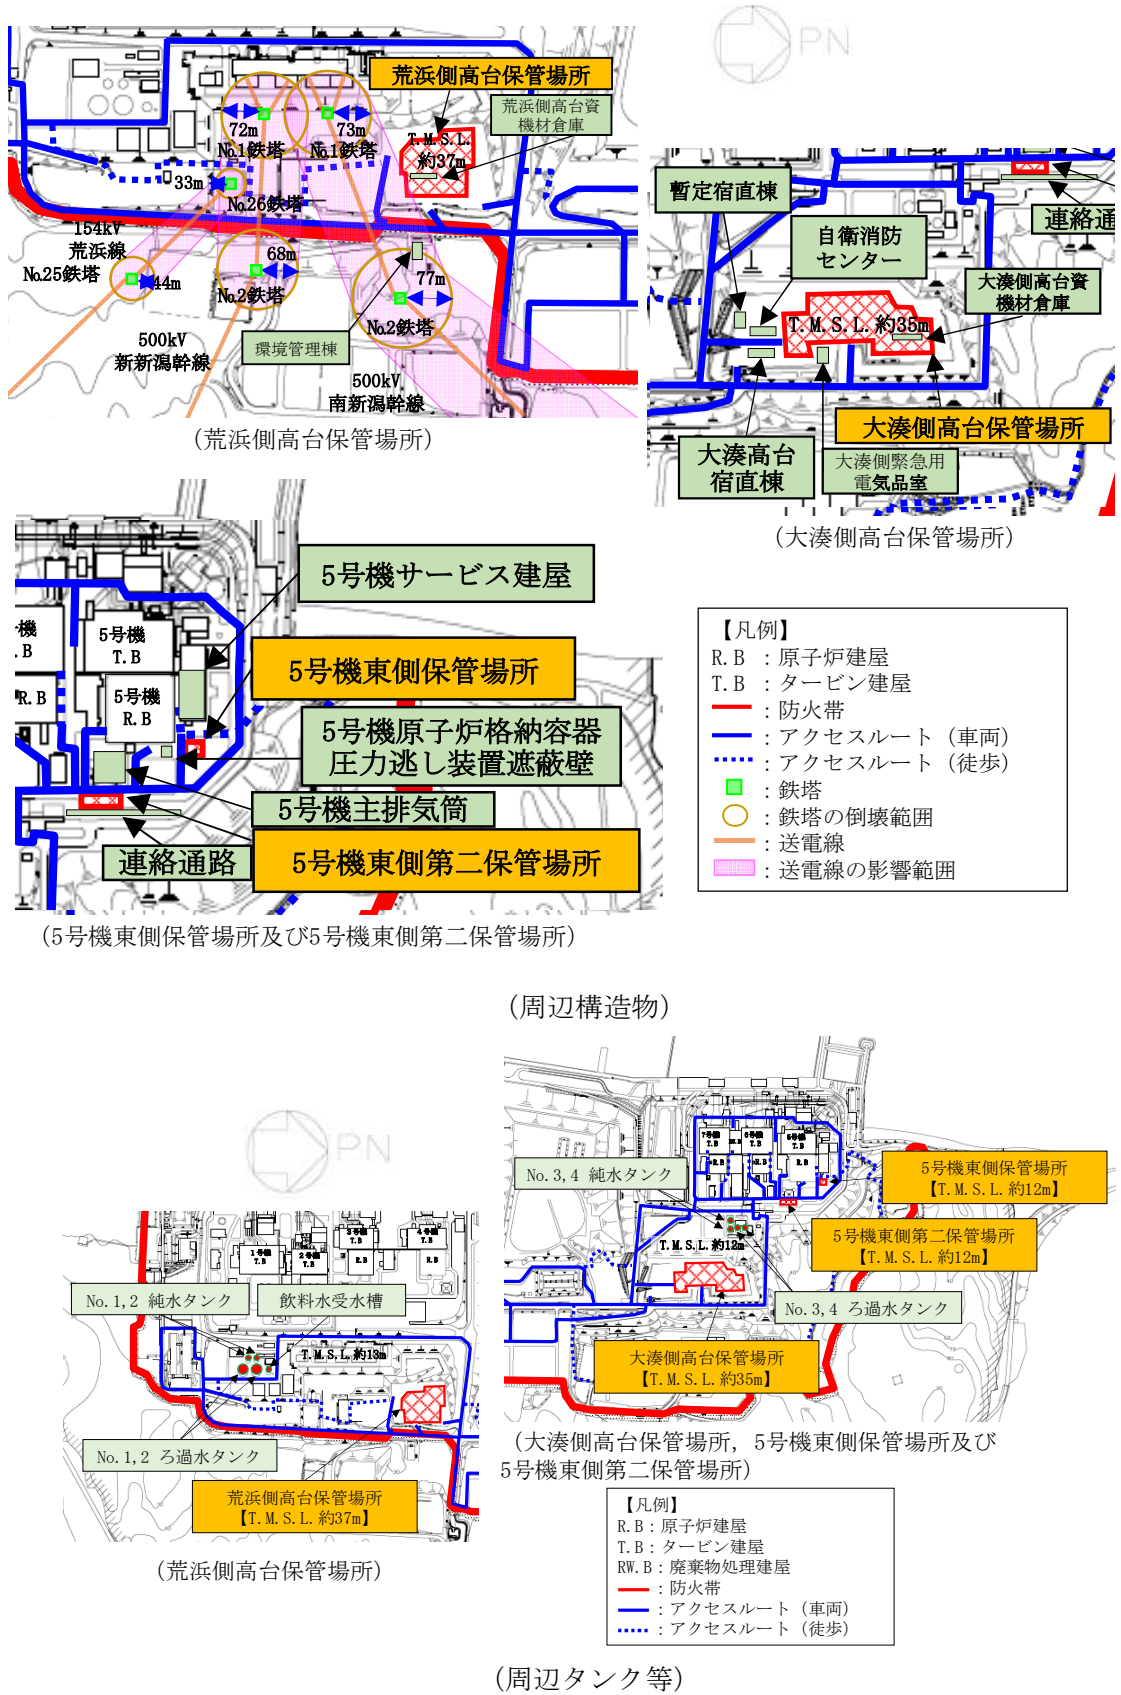 PN
荒浜側高台保管場所
荒浜側高台資
機材倉庫
72m
73m
T.M.S.L.
約37m
No.1鉄塔
No.1鉄塔
33m
No.26鉄塔
154kV
荒浜線
No.25鉄塔
44m
68m
No.2鉄塔
77m
No.2鉄塔
500kV
新新潟幹線
環境管理棟
500kV
南新潟幹線
(荒浜側高台保管場所)
暫定宿直棟
連絡通
自衛消防
センター
大湊側高台資
機材倉庫
T.M.S.L.約35m
大湊側高台保管場所
大湊高台
宿直棟
大湊側緊急用
電気品室
(大湊側高台保管場所)
5号機サービス建屋
号機
.B
5号機
T.B
5号機東側保管場所
R.B
5号機
R.B
5号機原子炉格納容器
圧力逃し装置遮蔽壁
5号機主排気筒
連絡通路
5号機東側第二保管場所
(5号機東側保管場所及び5号機東側第二保管場所)
【凡例】
R.B:原子炉建屋
T.B:タービン建屋
:防火帯
:アクセスルート(車両)
:アクセスルート(徒歩)
:鉄塔
:鉄塔の倒壊範囲
:送電線
:送電線の影響範囲
(周辺構造物)
PN
1号機
T.B
2号機
T.B
3号機
T.B
4号機
T.B
R.B
R.B
No.1,2 純水タンク
飲料水受水槽
T.M.S.L.約13m
No.1,2 ろ過水タンク
荒浜側高台保管場所
【T.M.S.L.約37m】
(荒浜側高台保管場所)
7号機
T.B
6号機
T.B
5号機
T.B
R.B
R.B
R.B
No.3,4 純水タンク
5号機東側保管場所
【T.M.S.L.約12m】
5号機東側第二保管場所
【T.M.S.L.約12m】
T.M.S.L.約12m
No.3,4 ろ過水タンク
大湊側高台保管場所
【T.M.S.L.約35m】
(大湊側高台保管場所,5号機東側保管場所及び
5号機東側第二保管場所)
【凡例】
R.B:原子炉建屋
T.B:タービン建屋
RW.B:廃棄物処理建屋
:防火帯
:アクセスルート(車両)
:アクセスルート(徒歩)
(周辺タンク等)